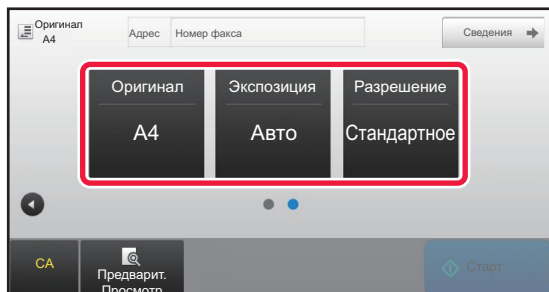 Оригинал
A4
Адрес Номер факса
Сведения
Оригинал Экспозиция Разрешение
A4 Авто Стандартное
CA
Предварит.
Просмотр
Старт